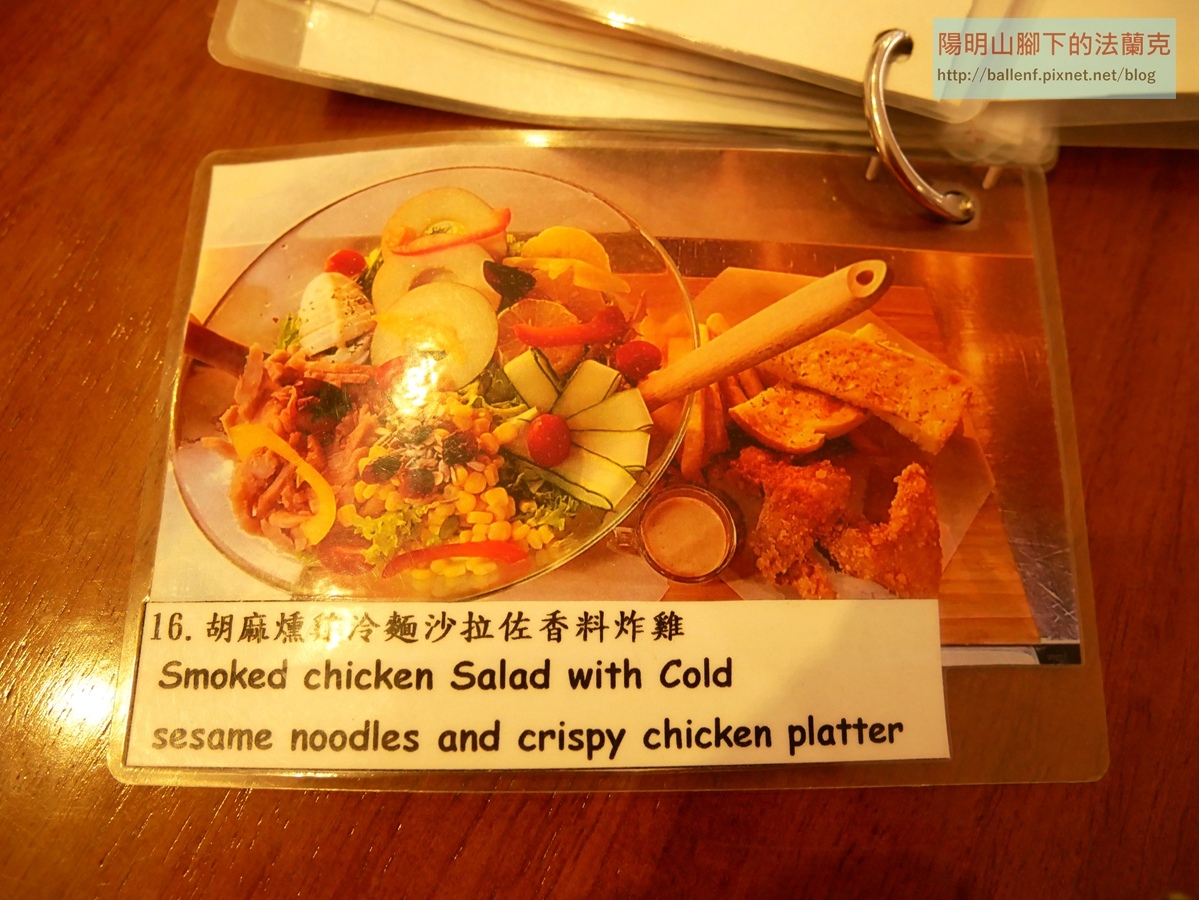 陽明山腳下的法蘭克
http://ballenf.pixnet.net/blog
16. 胡麻燻雞冷麵沙拉佐香料炸雞
Smoked chicken Salad with Cold
sesame noodles and crispy chicken platter